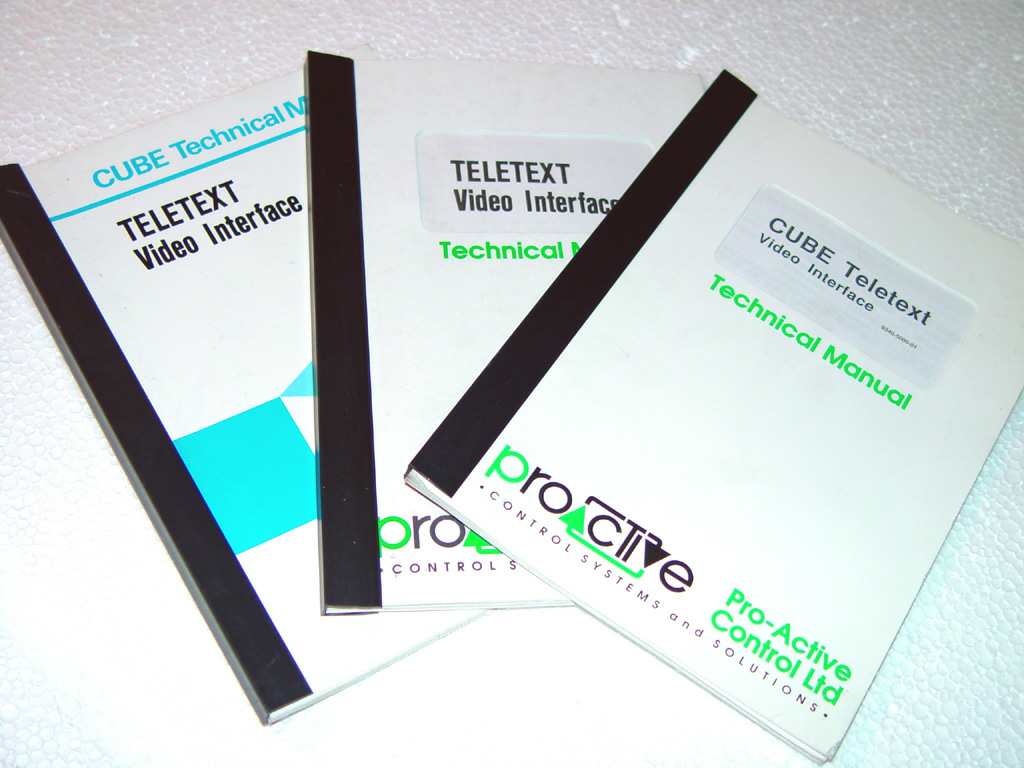 CUBE Technical M
TELETEXT
Video Interface
TELETEXT
Video Interface
Technical M
pro
• CONTROL S
CUBE Teletext
Video Interface
Technical Manual
proACTIVe
• CONTROL SYSTEMS and SOLUTIONS •
Pro-Active
Control Ltd